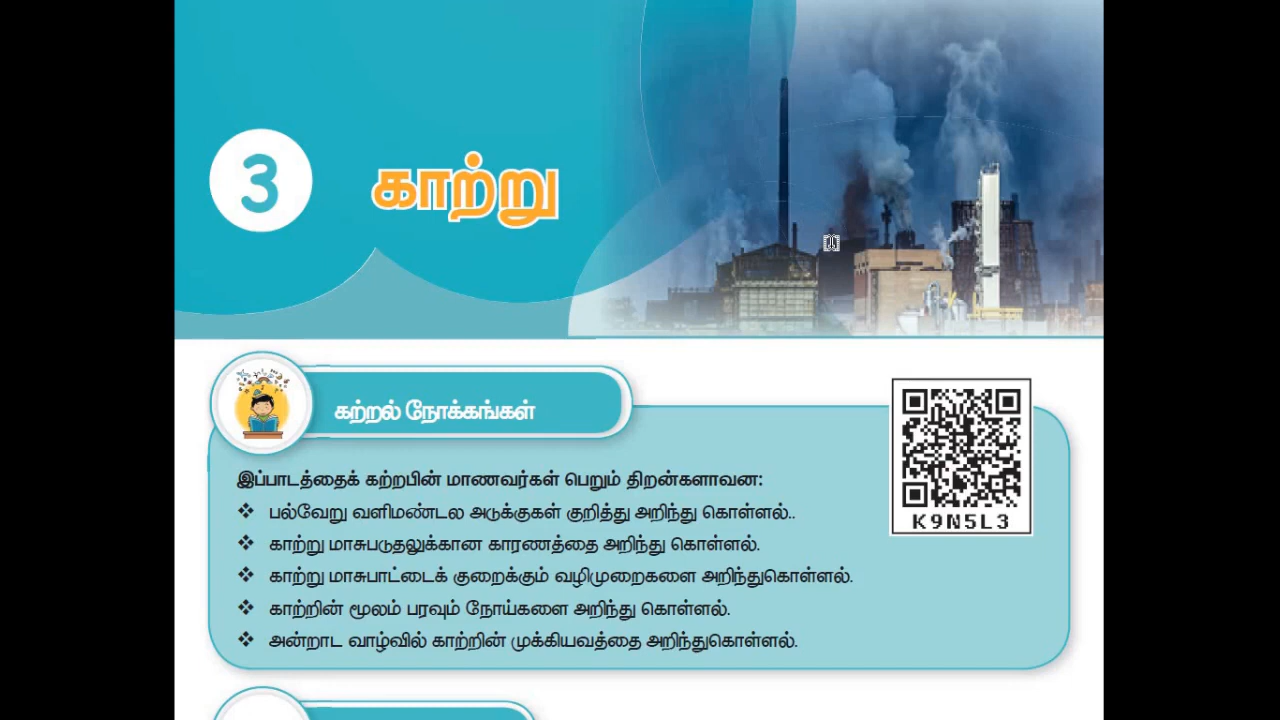 3
காற்று
கற்றல் நோக்கங்கள்
இப்பாடத்தைக் கற்றபின் மாணவர்கள் பெறும் திறன்களாவன:
❖ பல்வேறு வளிமண்டல அடுக்குகள் குறித்து அறிந்து கொள்ளல்..
❖ காற்று மாசுபடுதலுக்கான காரணத்தை அறிந்து கொள்ளல்.
❖ காற்று மாசுபாட்டைக் குறைக்கும் வழிமுறைகளை அறிந்துகொள்ளல்.
❖ காற்றின் மூலம் பரவும் நோய்களை அறிந்து கொள்ளல்.
❖ அன்றாட வாழ்வில் காற்றின் முக்கியவத்தை அறிந்துகொள்ளல்.
K9N5L3